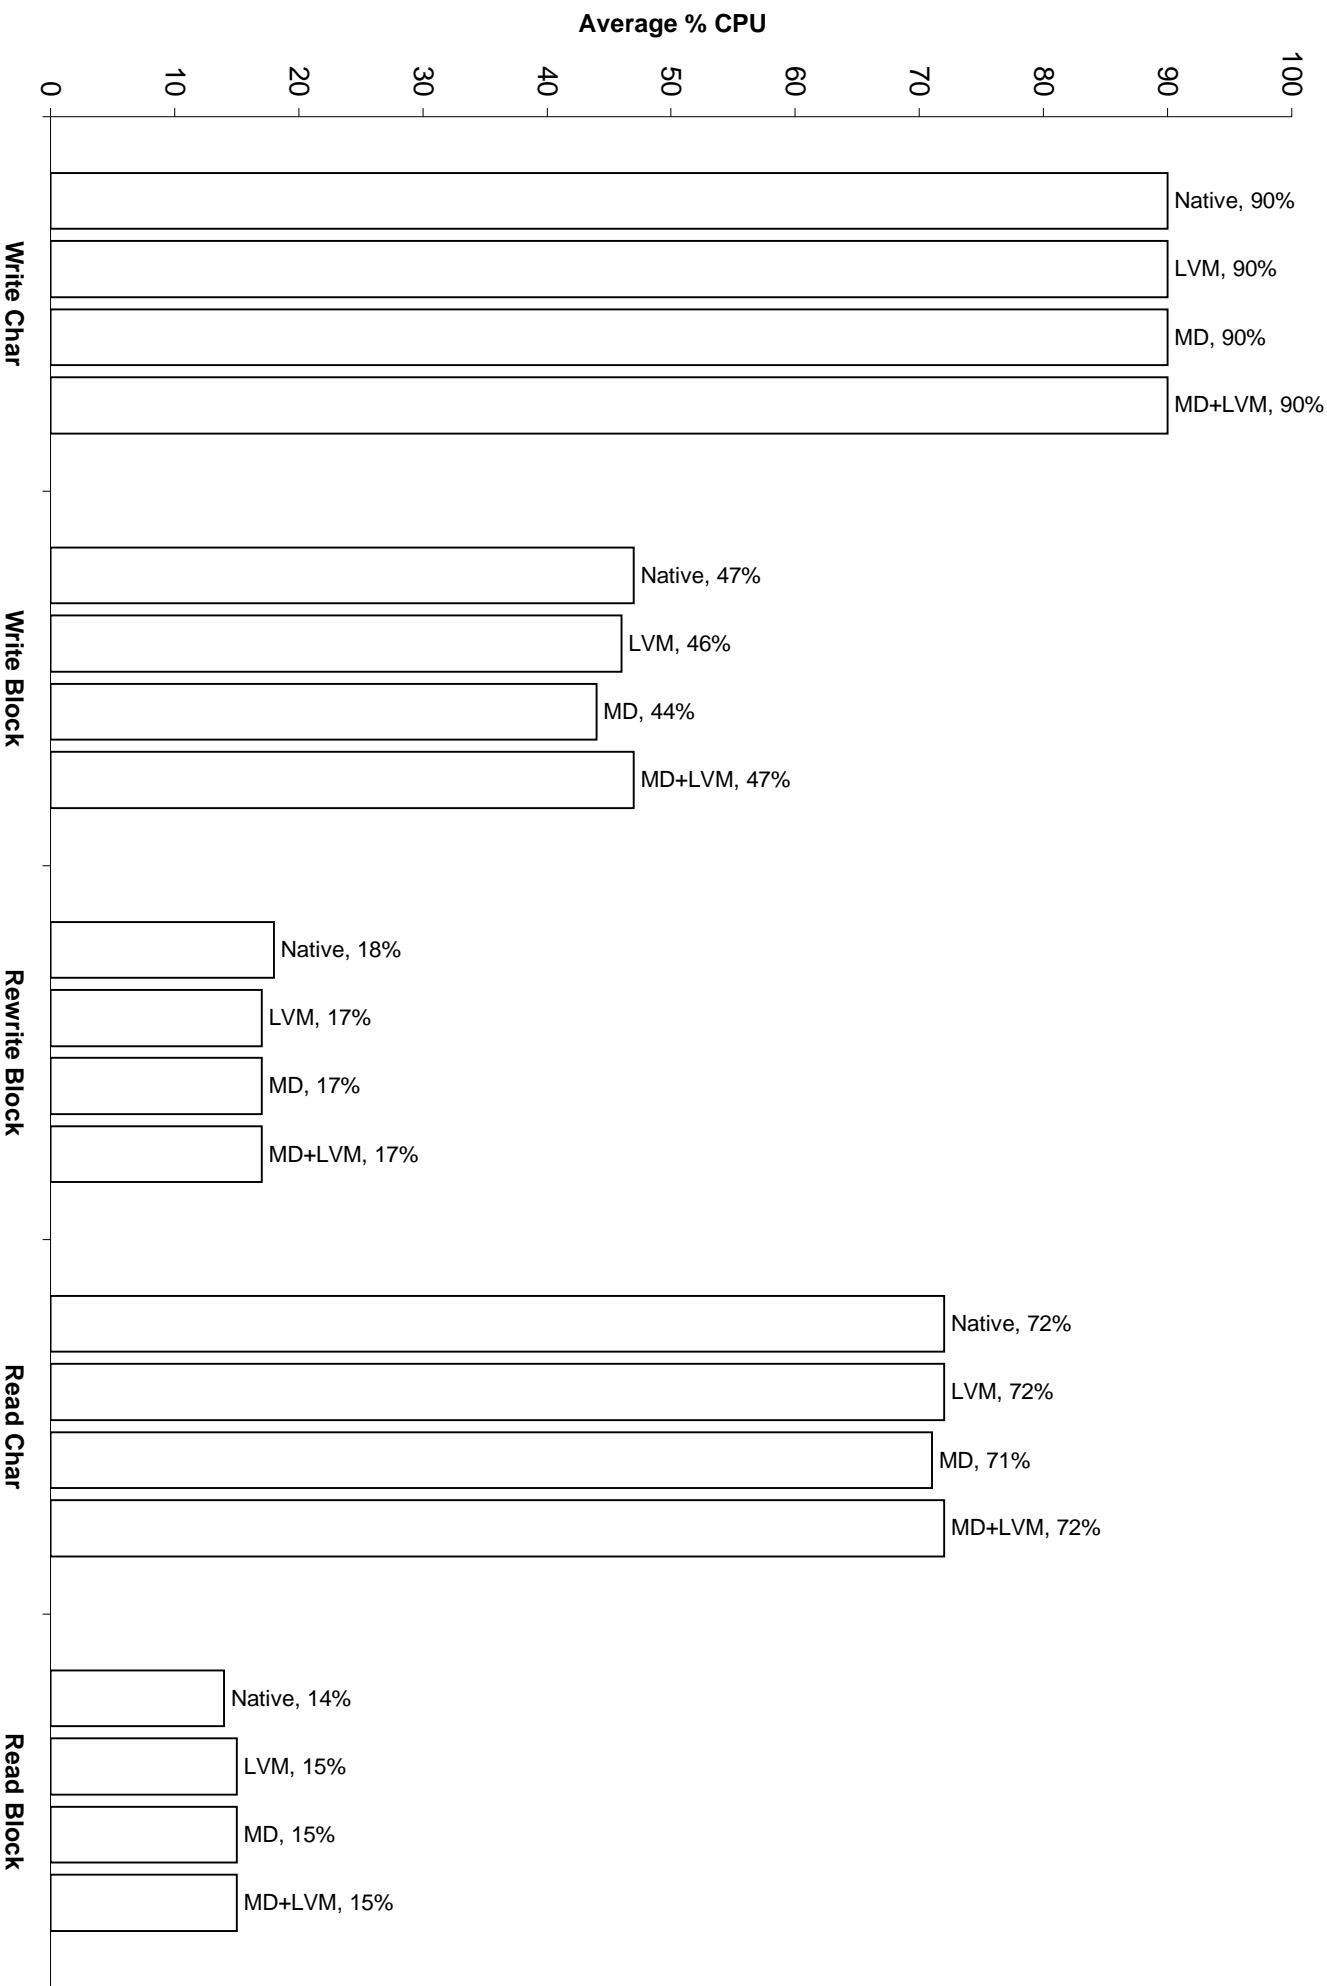 Average % CPU
0
10
20
30
40
50
60
70
80
90
100
Native, 90%
LVM, 90%
MD, 90%
MD+LVM, 90%
Write Char
Native, 47%
LVM, 46%
MD, 44%
MD+LVM, 47%
Write Block
Native, 18%
LVM, 17%
MD, 17%
MD+LVM, 17%
Rewrite Block
Native, 72%
LVM, 72%
MD, 71%
MD+LVM, 72%
Read Char
Native, 14%
LVM, 15%
MD, 15%
MD+LVM, 15%
Read Block